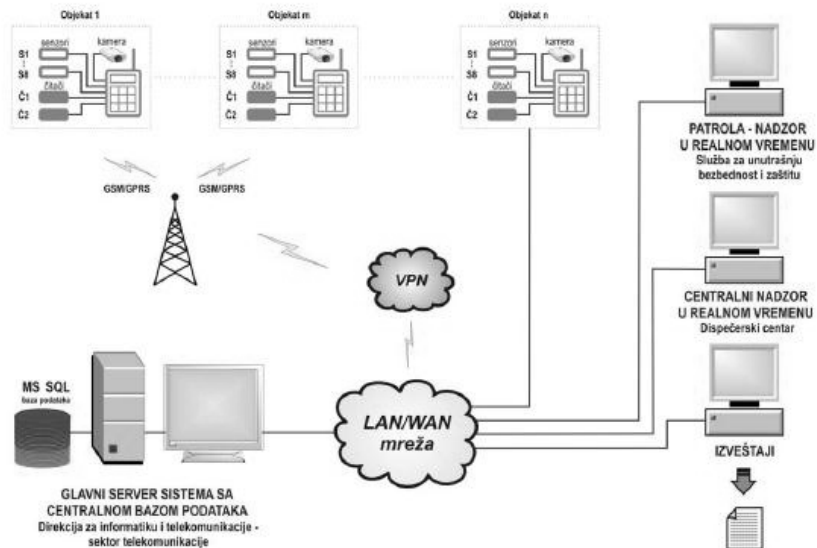 Objekat 1
senzori
kamera
S1
S8
čitači
Č1
Č2
Objekat m
senzori
kamera
S1
S8
čitači
Č1
Č2
Objekat n
senzori
kamera
S1
S8
čitači
Č1
Č2
GSM/GPRS
GSM/GPRS
VPN
PATROLA - NADZOR
U REALNOM VREMENU
Služba za unutrašnju
bezbednost i zaštitu
CENTRALNI NADZOR
U REALNOM VREMENU
Dispečerski centar
MS SQL
baza podataka
LAN/WAN
mreža
IZVEŠTAJI
GLAVNI SERVER SISTEMA SA
CENTRALNOM BAZOM PODATAKA
Direkcija za informatiku i telekomunikacije -
sektor telekomunikacije